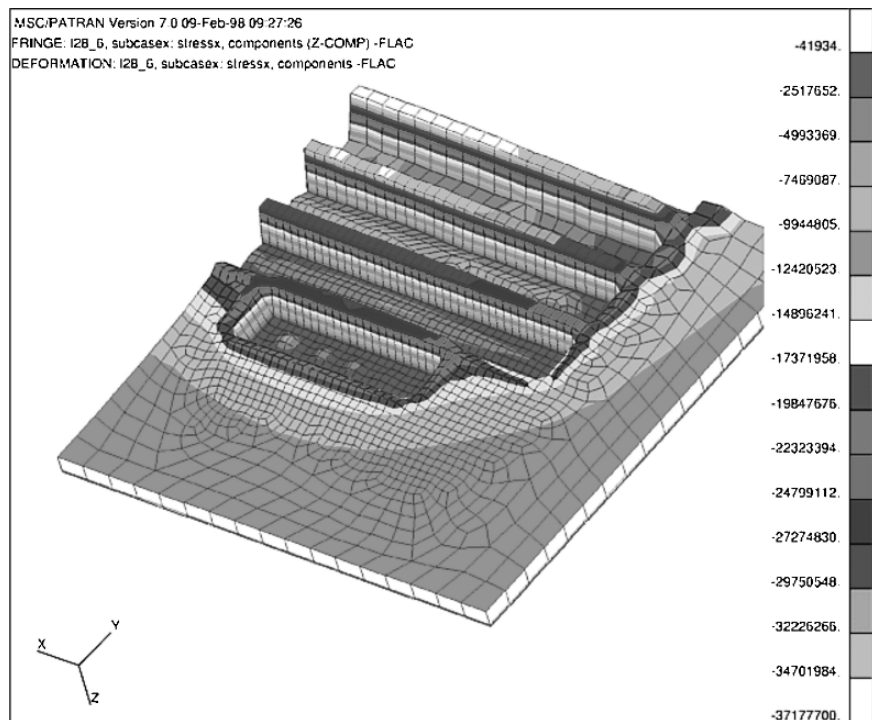 MSC/PATRAN Version 7.0 09-Feb-98 09:27:26
FRINGE: I28_6, subcasex: stressx, components (Z-COMP) -FLAC
DEFORMATION: I28_6, subcasex: stressx, components -FLAC
-41934.
-2517652.
-4993369.
-7469087.
-9944805.
-12420523.
-14896241.
-17371958.
-19847676.
-22323394.
-24799112.
-27274830.
-29750548.
-32226266.
-34701984.
-37177700.
Y
X
Z